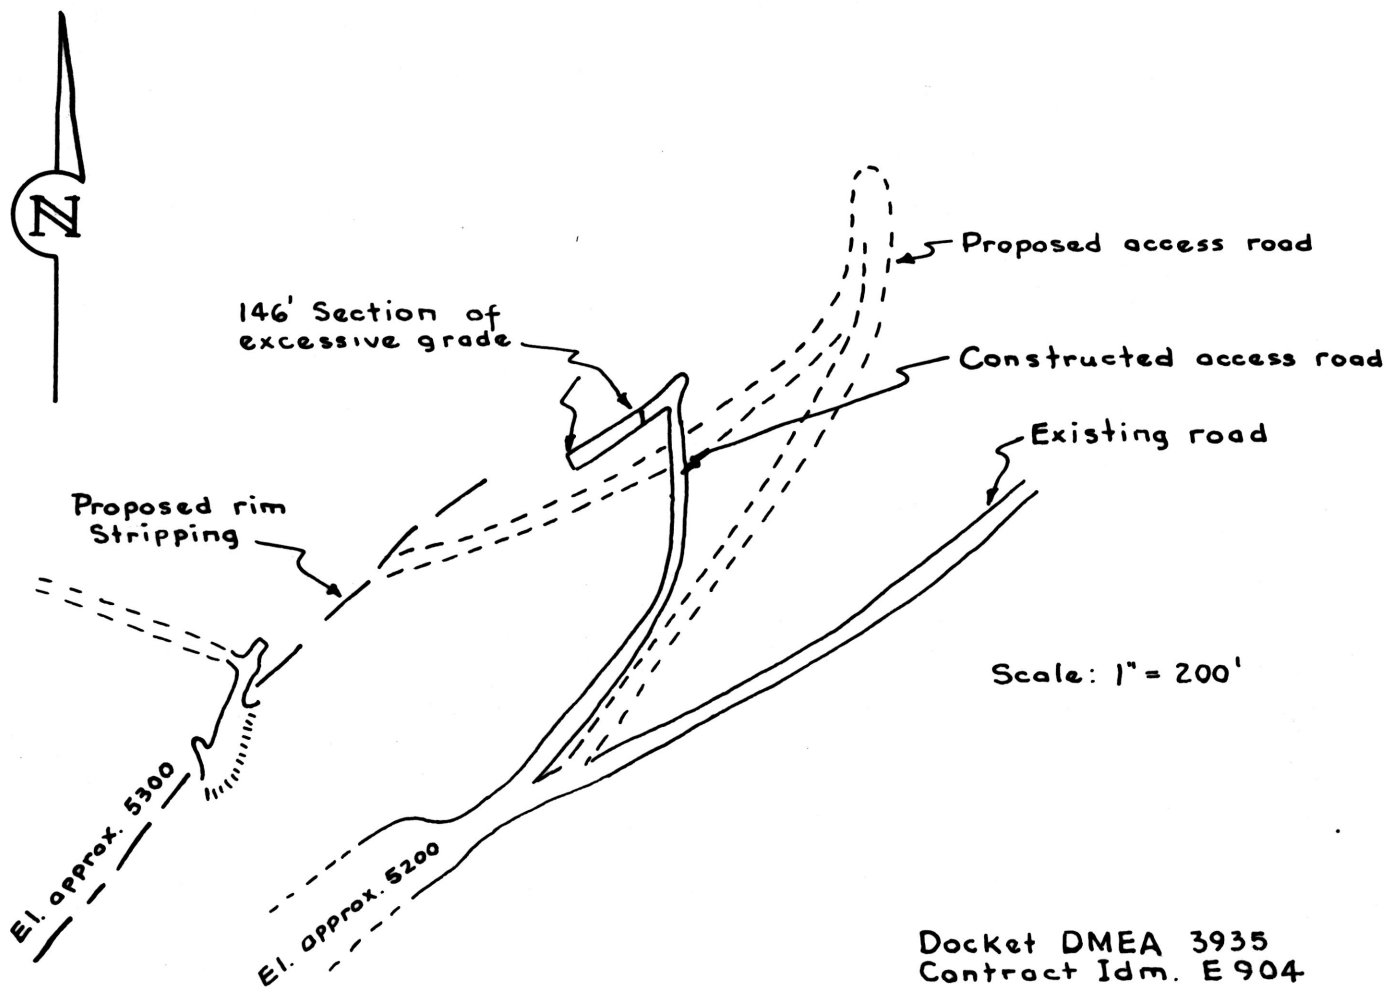 N
Proposed access road
146' Section of
excessive grade
Constructed access road
Existing road
Proposed rim
Stripping
Scale: 1" = 200'
El. approx. 5300
El. approx. 5200
Docket DMEA 3935
Contract Idm. E 904